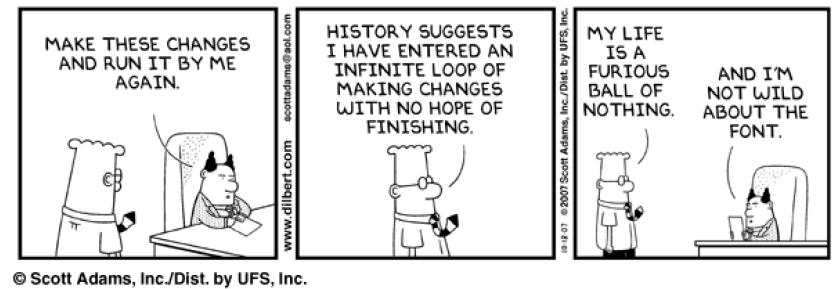 MAKE THESE CHANGES
AND RUN IT BY ME
AGAIN.
www.dilbert.com
scottadams@aol.com
HISTORY SUGGESTS
I HAVE ENTERED AN
INFINITE LOOP OF
MAKING CHANGES
WITH NO HOPE OF
FINISHING.
10-18-07 © 2007 Scott Adams, Inc./Dist. by UFS, Inc.
MY LIFE
IS A
FURIOUS
BALL OF
NOTHING.
AND I'M
NOT WILD
ABOUT THE
FONT.
© Scott Adams, Inc./Dist. by UFS, Inc.